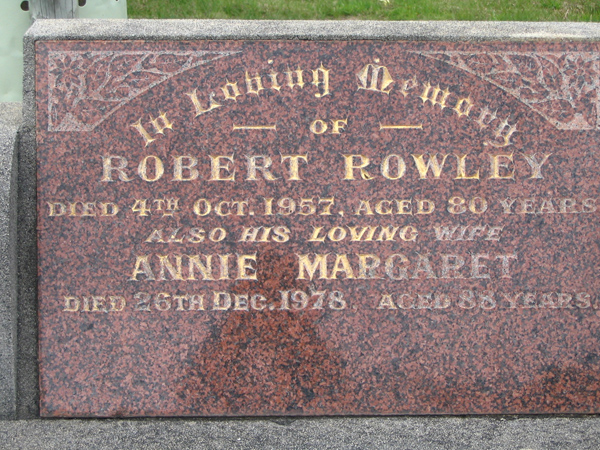 In Loving Memory
OF
ROBERT ROWLEY
DIED 4TH OCT. 1957, AGED 80 YEARS
ALSO HIS LOVING WIFE
ANNIE MARGARET
DIED 26TH DEC. 1978, AGED 88 YEARS.